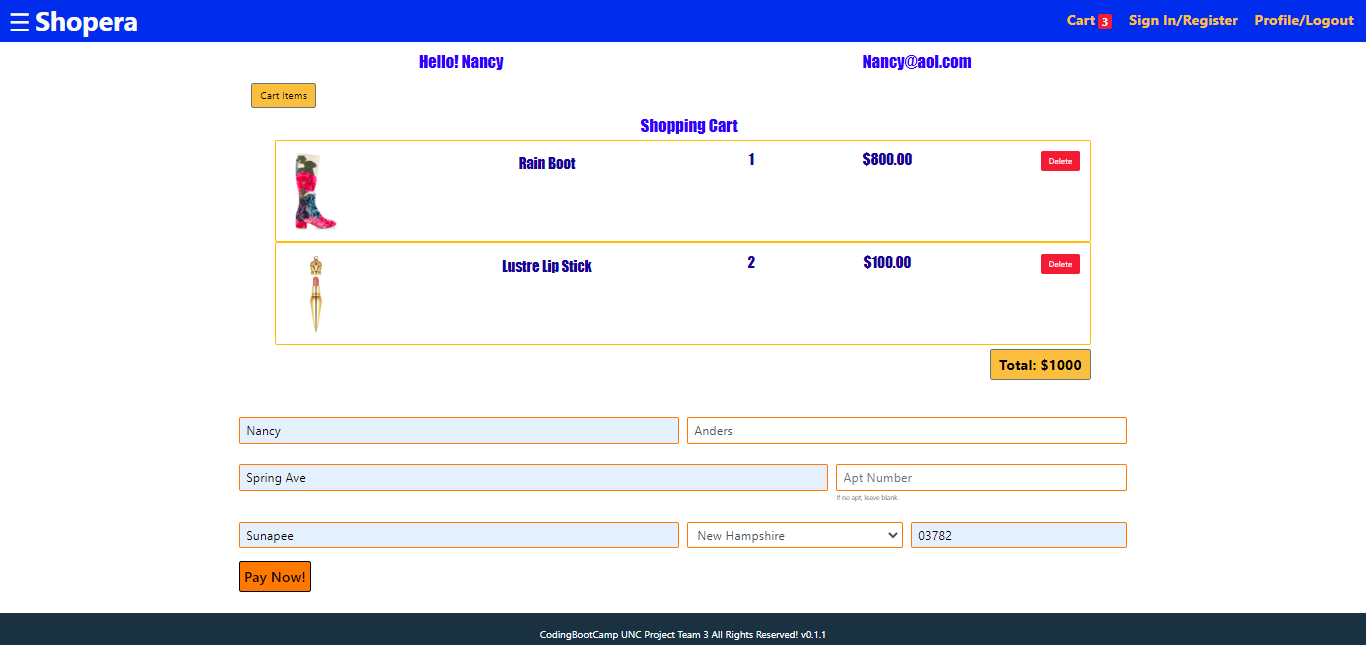 ☰ Shopera
Cart 3 Sign In/Register Profile/Logout
Hello! Nancy Nancy@aol.com
Cart Items
Shopping Cart
Rain Boot 1 $800.00 Delete
Lustre Lip Stick 2 $100.00 Delete
Total: $1000
Nancy Anders
Spring Ave Apt Number
If no apt, leave blank.
Sunapee New Hampshire 03782
Pay Now!
CodingBootCamp UNC Project Team 3 All Rights Reserved! v0.1.1